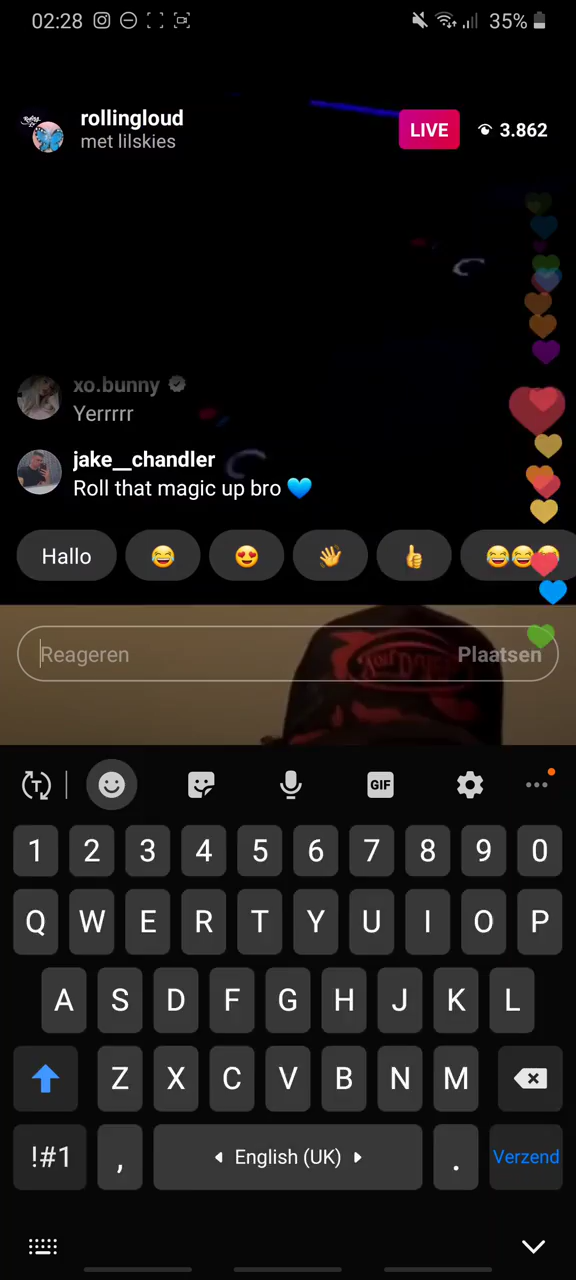 02:28 35%
rollingloud
met lilskies
LIVE 3.862
xo.bunny
Yerrrrr
jake__chandler
Roll that magic up bro 💙
Hallo 😂 😍 👋 👍 😂😂😂
Reageren Plaatsen
GIF
1 2 3 4 5 6 7 8 9 0
Q W E R T Y U I O P
A S D F G H J K L
Z X C V B N M
!#1 , English (UK) . Verzend